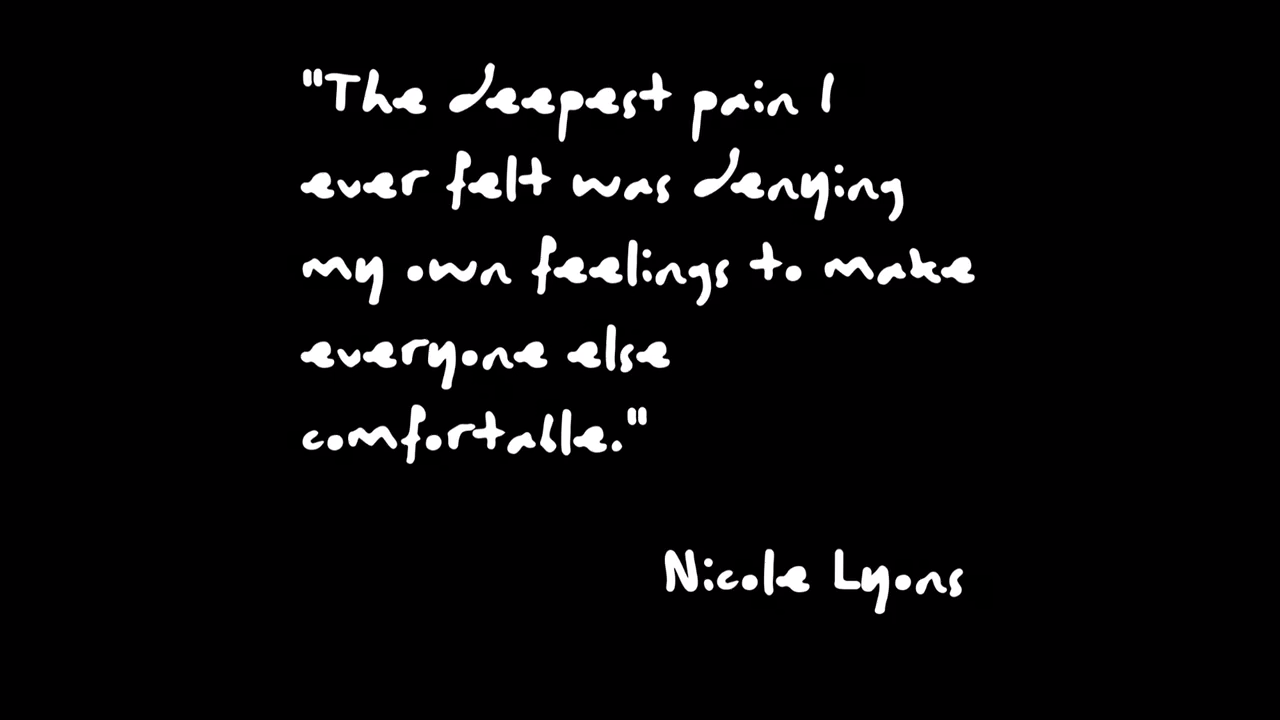 "The deepest pain I
ever felt was denying
my own feelings to make
everyone else
comfortable."
Nicole Lyons